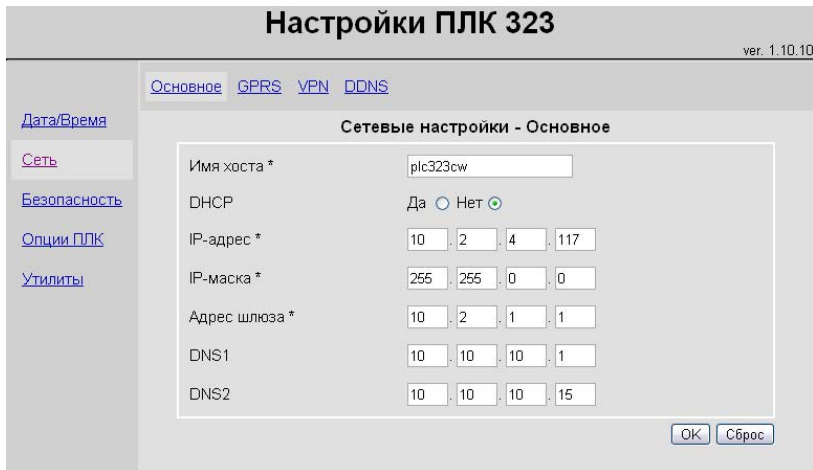 Настройки ПЛК 323
ver. 1.10.10
Основное GPRS VPN DDNS
Дата/Время
Сеть
Безопасность
Опции ПЛК
Утилиты
Сетевые настройки - Основное
Имя хоста * plc323cw
DHCP Да Нет
IP-адрес * 10 . 2 . 4 . 117
IP-маска * 255 . 255 . 0 . 0
Адрес шлюза * 10 . 2 . 1 . 1
DNS1 10 . 10 . 10 . 1
DNS2 10 . 10 . 10 . 15
OK Сброс